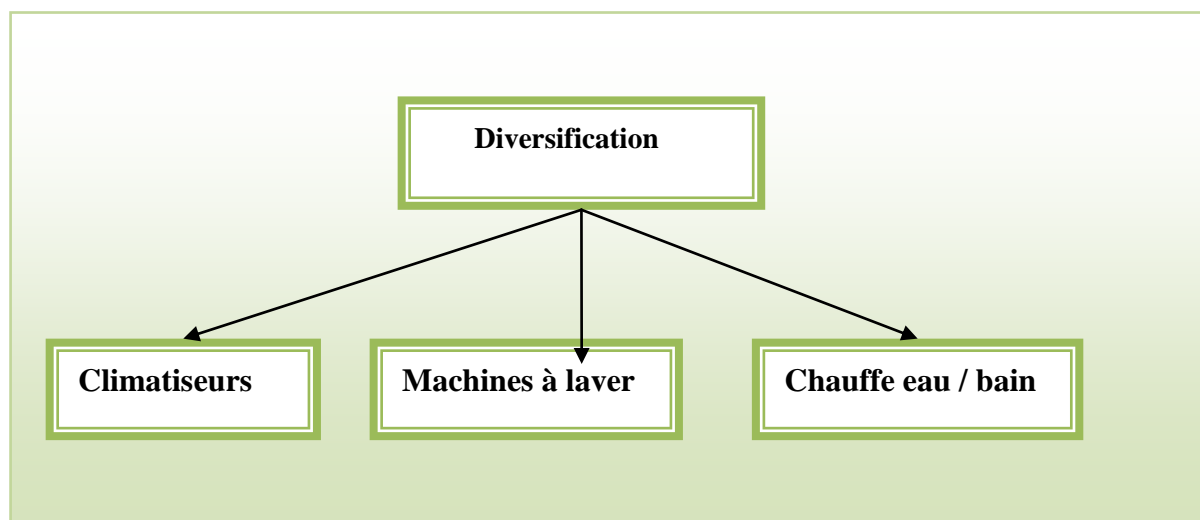 Diversification
Climatiseurs
Machines à laver
Chauffe eau / bain